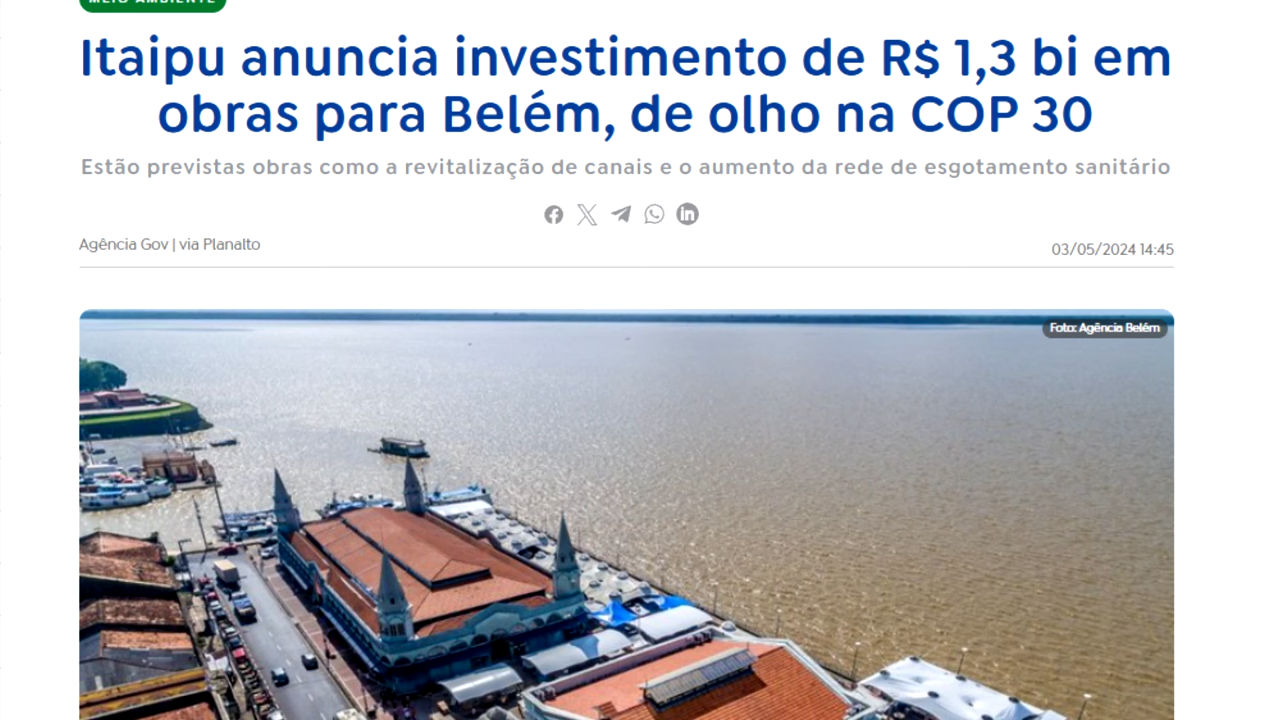 MEIO AMBIENTE
Itaipu anuncia investimento de R$ 1,3 bi em
obras para Belém, de olho na COP 30
Estão previstas obras como a revitalização de canais e o aumento da rede de esgotamento sanitário
Agência Gov | via Planalto
03/05/2024 14:45
Foto: Agência Belém